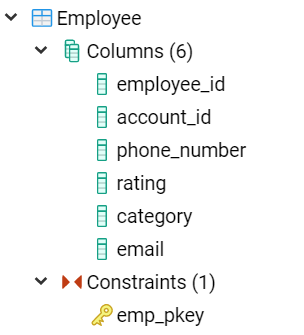 Employee
Columns (6)
employee_id
account_id
phone_number
rating
category
email
Constraints (1)
emp_pkey